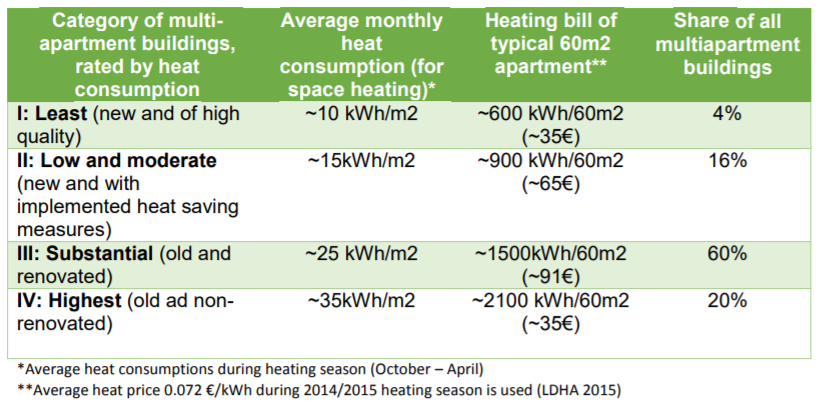 Category of multi-
apartment buildings,
rated by heat
consumption
Average monthly
heat
consumption (for
space heating)*
Heating bill of
typical 60m2
apartment**
Share of all
multiapartment
buildings
I: Least (new and of high
quality)
~10 kWh/m2
~600 kWh/60m2
(~35€)
4%
II: Low and moderate
(new and with
implemented heat saving
measures)
~15kWh/m2
~900 kWh/60m2
(~65€)
16%
III: Substantial (old and
renovated)
~25 kWh/m2
~1500kWh/60m2
(~91€)
60%
IV: Highest (old ad non-
renovated)
~35kWh/m2
~2100 kWh/60m2
(~35€)
20%
*Average heat consumptions during heating season (October – April)
**Average heat price 0.072 €/kWh during 2014/2015 heating season is used (LDHA 2015)